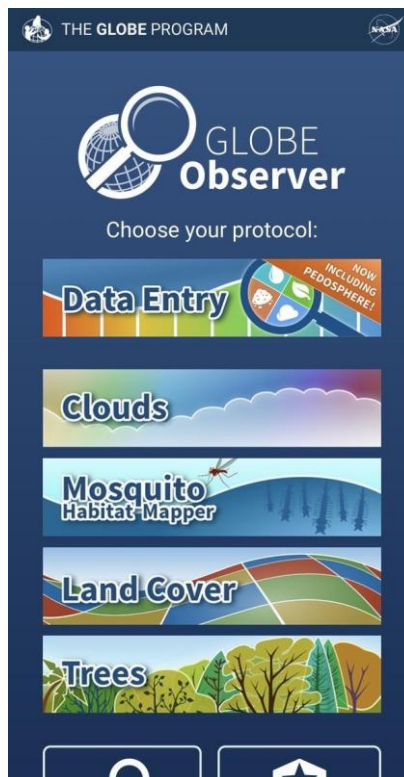 THE GLOBE PROGRAM
NASA
GLOBE
Observer
Choose your protocol:
Data Entry
NOW
INCLUDING
PEDOSPHERE!
Clouds
Mosquito
Habitat Mapper
Land Cover
Trees